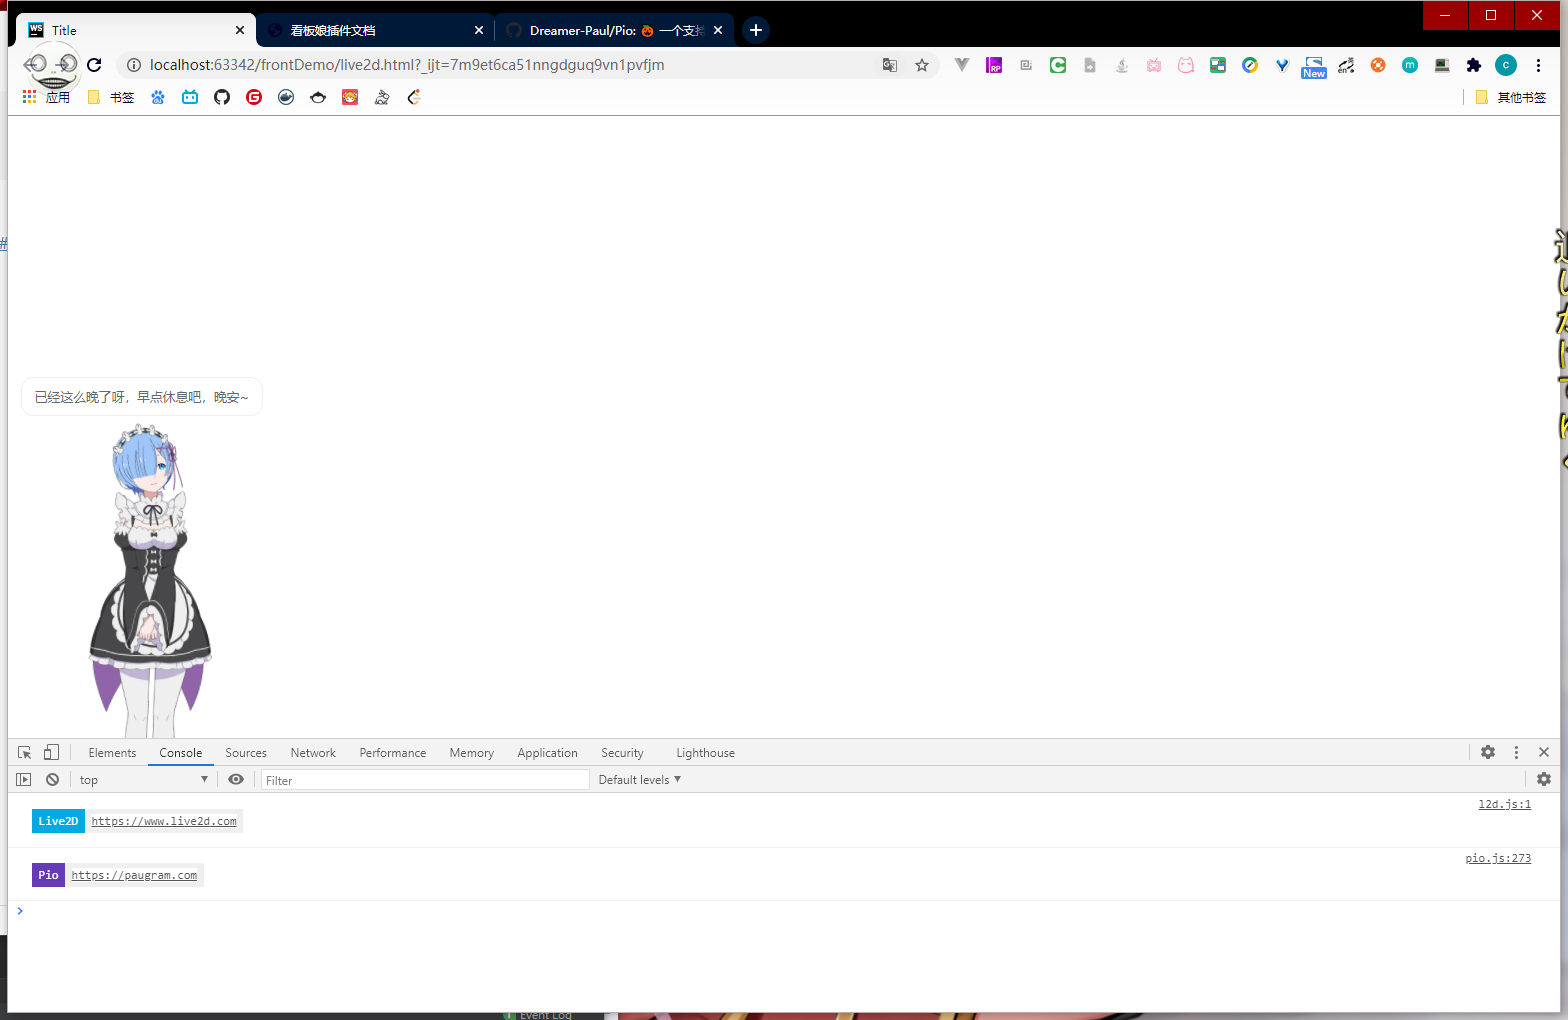 WS Title
看板娘插件文档
Dreamer-Paul/Pio: 🎃 一个支持
localhost:63342/frontDemo/live2d.html?_ijt=7m9et6ca51nngdguq9vn1pvfjm
RP
New
en
m
c
应用
书签
其他书签
#
已经这么晚了呀，早点休息吧，晚安~
Elements
Console
Sources
Network
Performance
Memory
Application
Security
Lighthouse
top
Filter
Default levels
Live2D https://www.live2d.com
l2d.js:1
Pio https://paugram.com
pio.js:273
Event Log